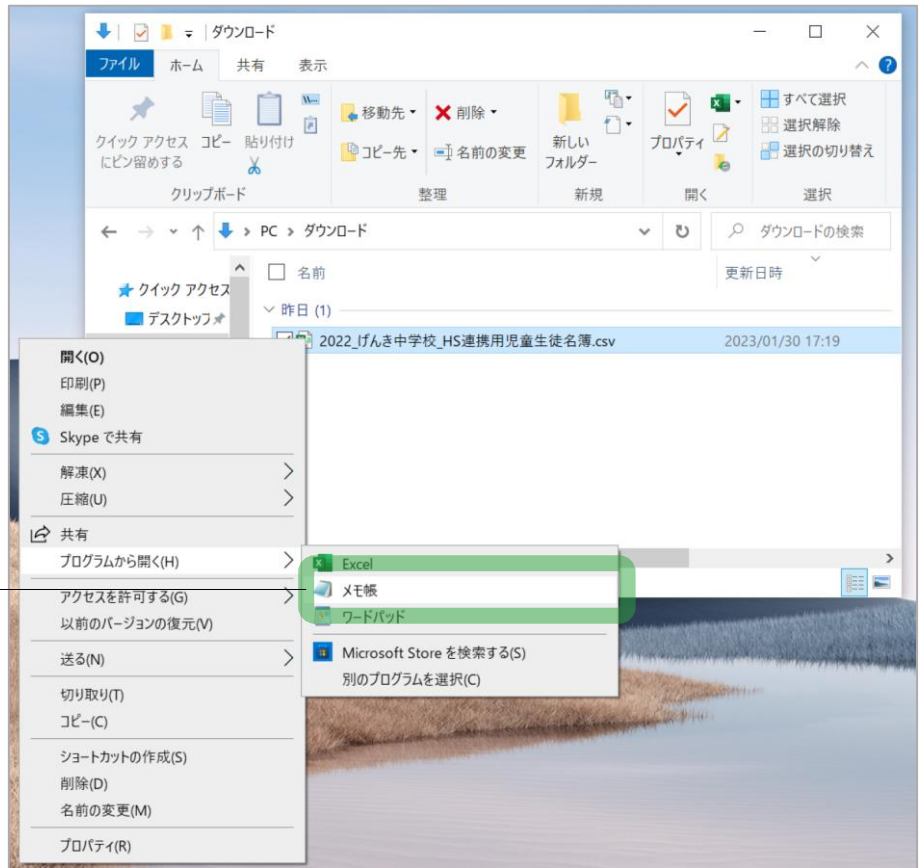 ダウンロード
ファイル ホーム 共有 表示
クイック アクセス
にピン留めする
コピー
貼り付け
クリップボード
移動先
コピー先
削除
名前の変更
整理
新しい
フォルダー
新規
プロパティ
開く
すべて選択
選択解除
選択の切り替え
選択
PC > ダウンロード
ダウンロードの検索
名前 更新日時
クイック アクセス
デスクトップ
昨日 (1)
2022_げんき中学校_HS連携用児童生徒名簿.csv 2023/01/30 17:19
開く(O)
印刷(P)
編集(E)
Skype で共有
解凍(X)
圧縮(U)
共有
プログラムから開く(H)
アクセスを許可する(G)
以前のバージョンの復元(V)
送る(N)
切り取り(T)
コピー(C)
ショートカットの作成(S)
削除(D)
名前の変更(M)
プロパティ(R)
Excel
メモ帳
ワードパッド
Microsoft Store を検索する(S)
別のプログラムを選択(C)